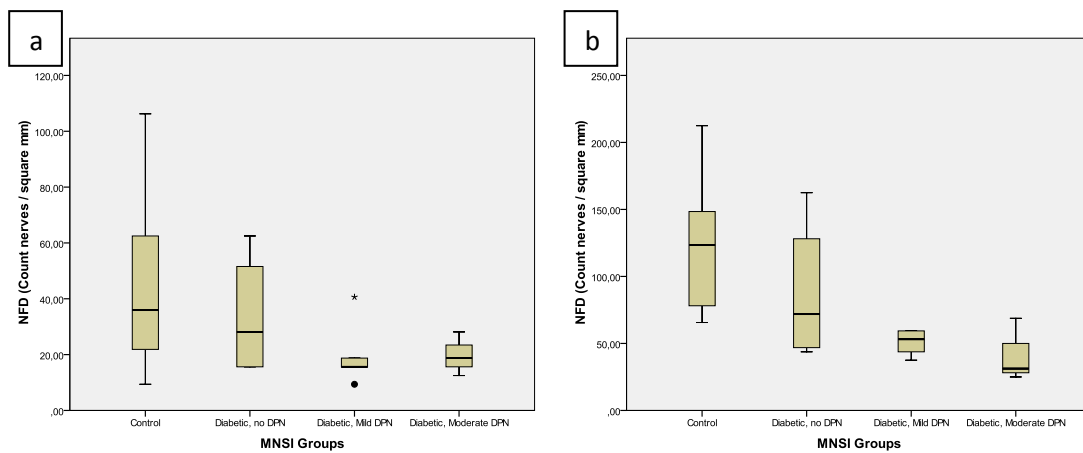 a
120,00
100,00
80,00
60,00
40,00
20,00
,00
NFD (Count nerves / square mm)
*
Control
Diabetic, no DPN
Diabetic, Mild DPN
Diabetic, Moderate DPN
MNSI Groups
b
250,00
200,00
150,00
100,00
50,00
,00
NFD (Count nerves / square mm)
Control
Diabetic, no DPN
Diabetic, Mild DPN
Diabetic, Moderate DPN
MNSI Groups